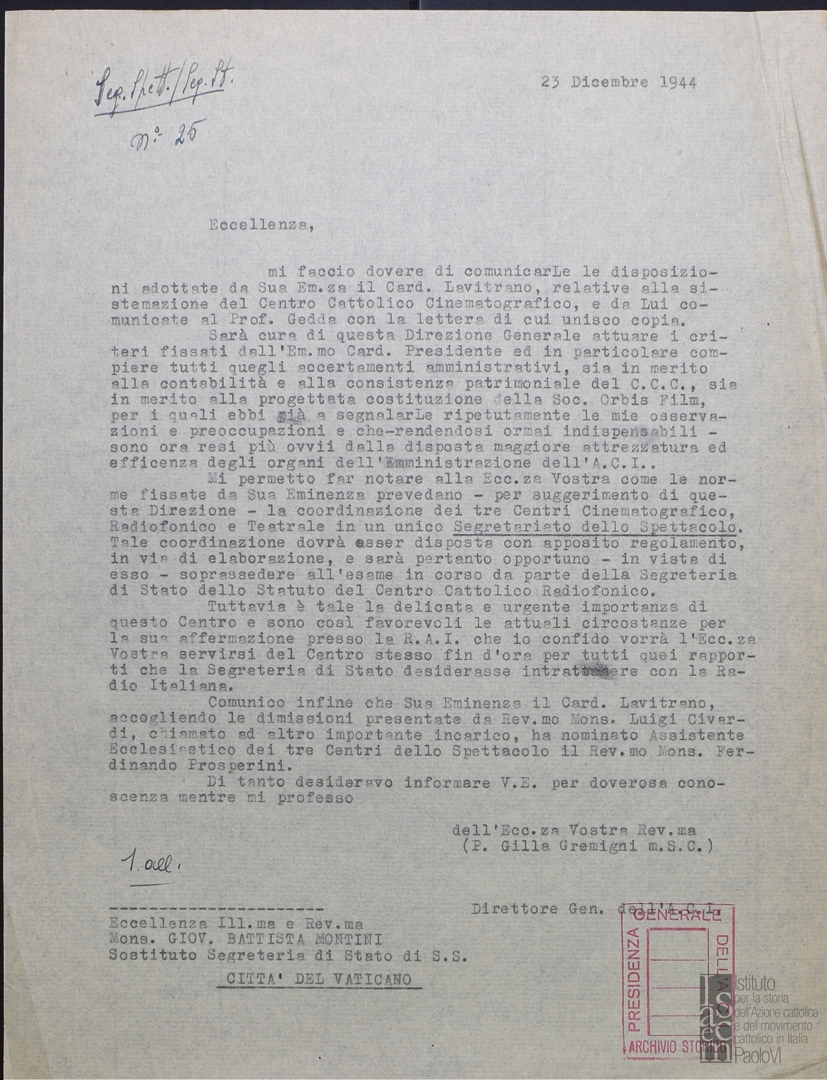 Seg. Spett./Seg. St.
n° 25
23 Dicembre 1944
Eccellenza,
mi faccio dovere di comunicarLe le disposizio-
ni adottate da Sua Em.za il Card. Lavitrano, relative alla si-
stemazione del Centro Cattolico Cinematografico, e da Lui co-
municate al Prof. Gedda con la lettera di cui unisco copia.
Sarà cura di questa Direzione Generale attuare i cri-
teri fissati dall'Em.mo Card. Presidente ed in particolare com-
piere tutti quegli accertamenti amministrativi, sia in merito
alla contabilità e alla consistenza patrimoniale del C.C.C., sia
in merito alla progettata costituzione della Soc. Orbis Film,
per i quali ebbi già a segnalarLe ripetutamente le mie osserva-
zioni e preoccupazioni e che-rendendosi ormai indispensabili -
sono ora resi più ovvii dalla disposta maggiore attrezzatura ed
efficenza degli organi dell'Amministrazione dell'A.C.I..
Mi permetto far notare alla Ecc.za Vostra come le nor-
me fissate da Sua Eminenza prevedano - per suggerimento di que-
sta Direzione - la coordinazione dei tre Centri Cinematografico,
Radiofonico e Teatrale in un unico Segretariato dello Spettacolo.
Tale coordinazione dovrà esser disposta con apposito regolamento,
in via di elaborazione, e sarà pertanto opportuno - in vista di
esso - soprassedere all'esame in corso da parte della Segreteria
di Stato dello Statuto del Centro Cattolico Radiofonico.
Tuttavia è tale la delicata e urgente importanza di
questo Centro e sono così favorevoli le attuali circostanze per
la sua affermazione presso la R.A.I. che io confido vorrà l'Ecc.za
Vostra servirsi del Centro stesso fin d'ora per tutti quei rappor-
ti che la Segreteria di Stato desiderasse intrattenere con la Ra-
dio Italiana.
Comunico infine che Sua Eminenza il Card. Lavitrano,
accogliendo le dimissioni presentate da Rev.mo Mons. Luigi Civar-
di, chiamato ad altro importante incarico, ha nominato Assistente
Ecclesiastico dei tre Centri dello Spettacolo il Rev.mo Mons. Fer-
dinando Prosperini.
Di tanto desideravo informare V.E. per doverosa cono-
scenza mentre mi professo
dell'Ecc.za Vostra Rev.ma
(P. Gilla Gremigni m.S.C.)
1. all.
Direttore Gen. dell'A.C.I.
Eccellenza Ill.ma e Rev.ma
Mons. GIOV. BATTISTA MONTINI
Sostituto Segreteria di Stato di S.S.
CITTA' DEL VATICANO
PRESIDENZA GENERALE DELL'A
ARCHIVIO STORICO
isacem
Istituto
per la storia
dell'Azione cattolica
e del movimento
cattolico in Italia
PaoloVI